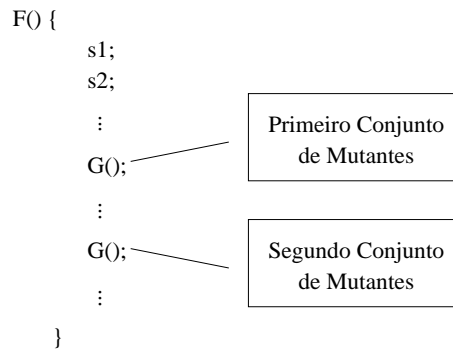 F() {
s1;
s2;
⋮
Primeiro Conjunto
de Mutantes
G();
⋮
G();
Segundo Conjunto
de Mutantes
⋮
}